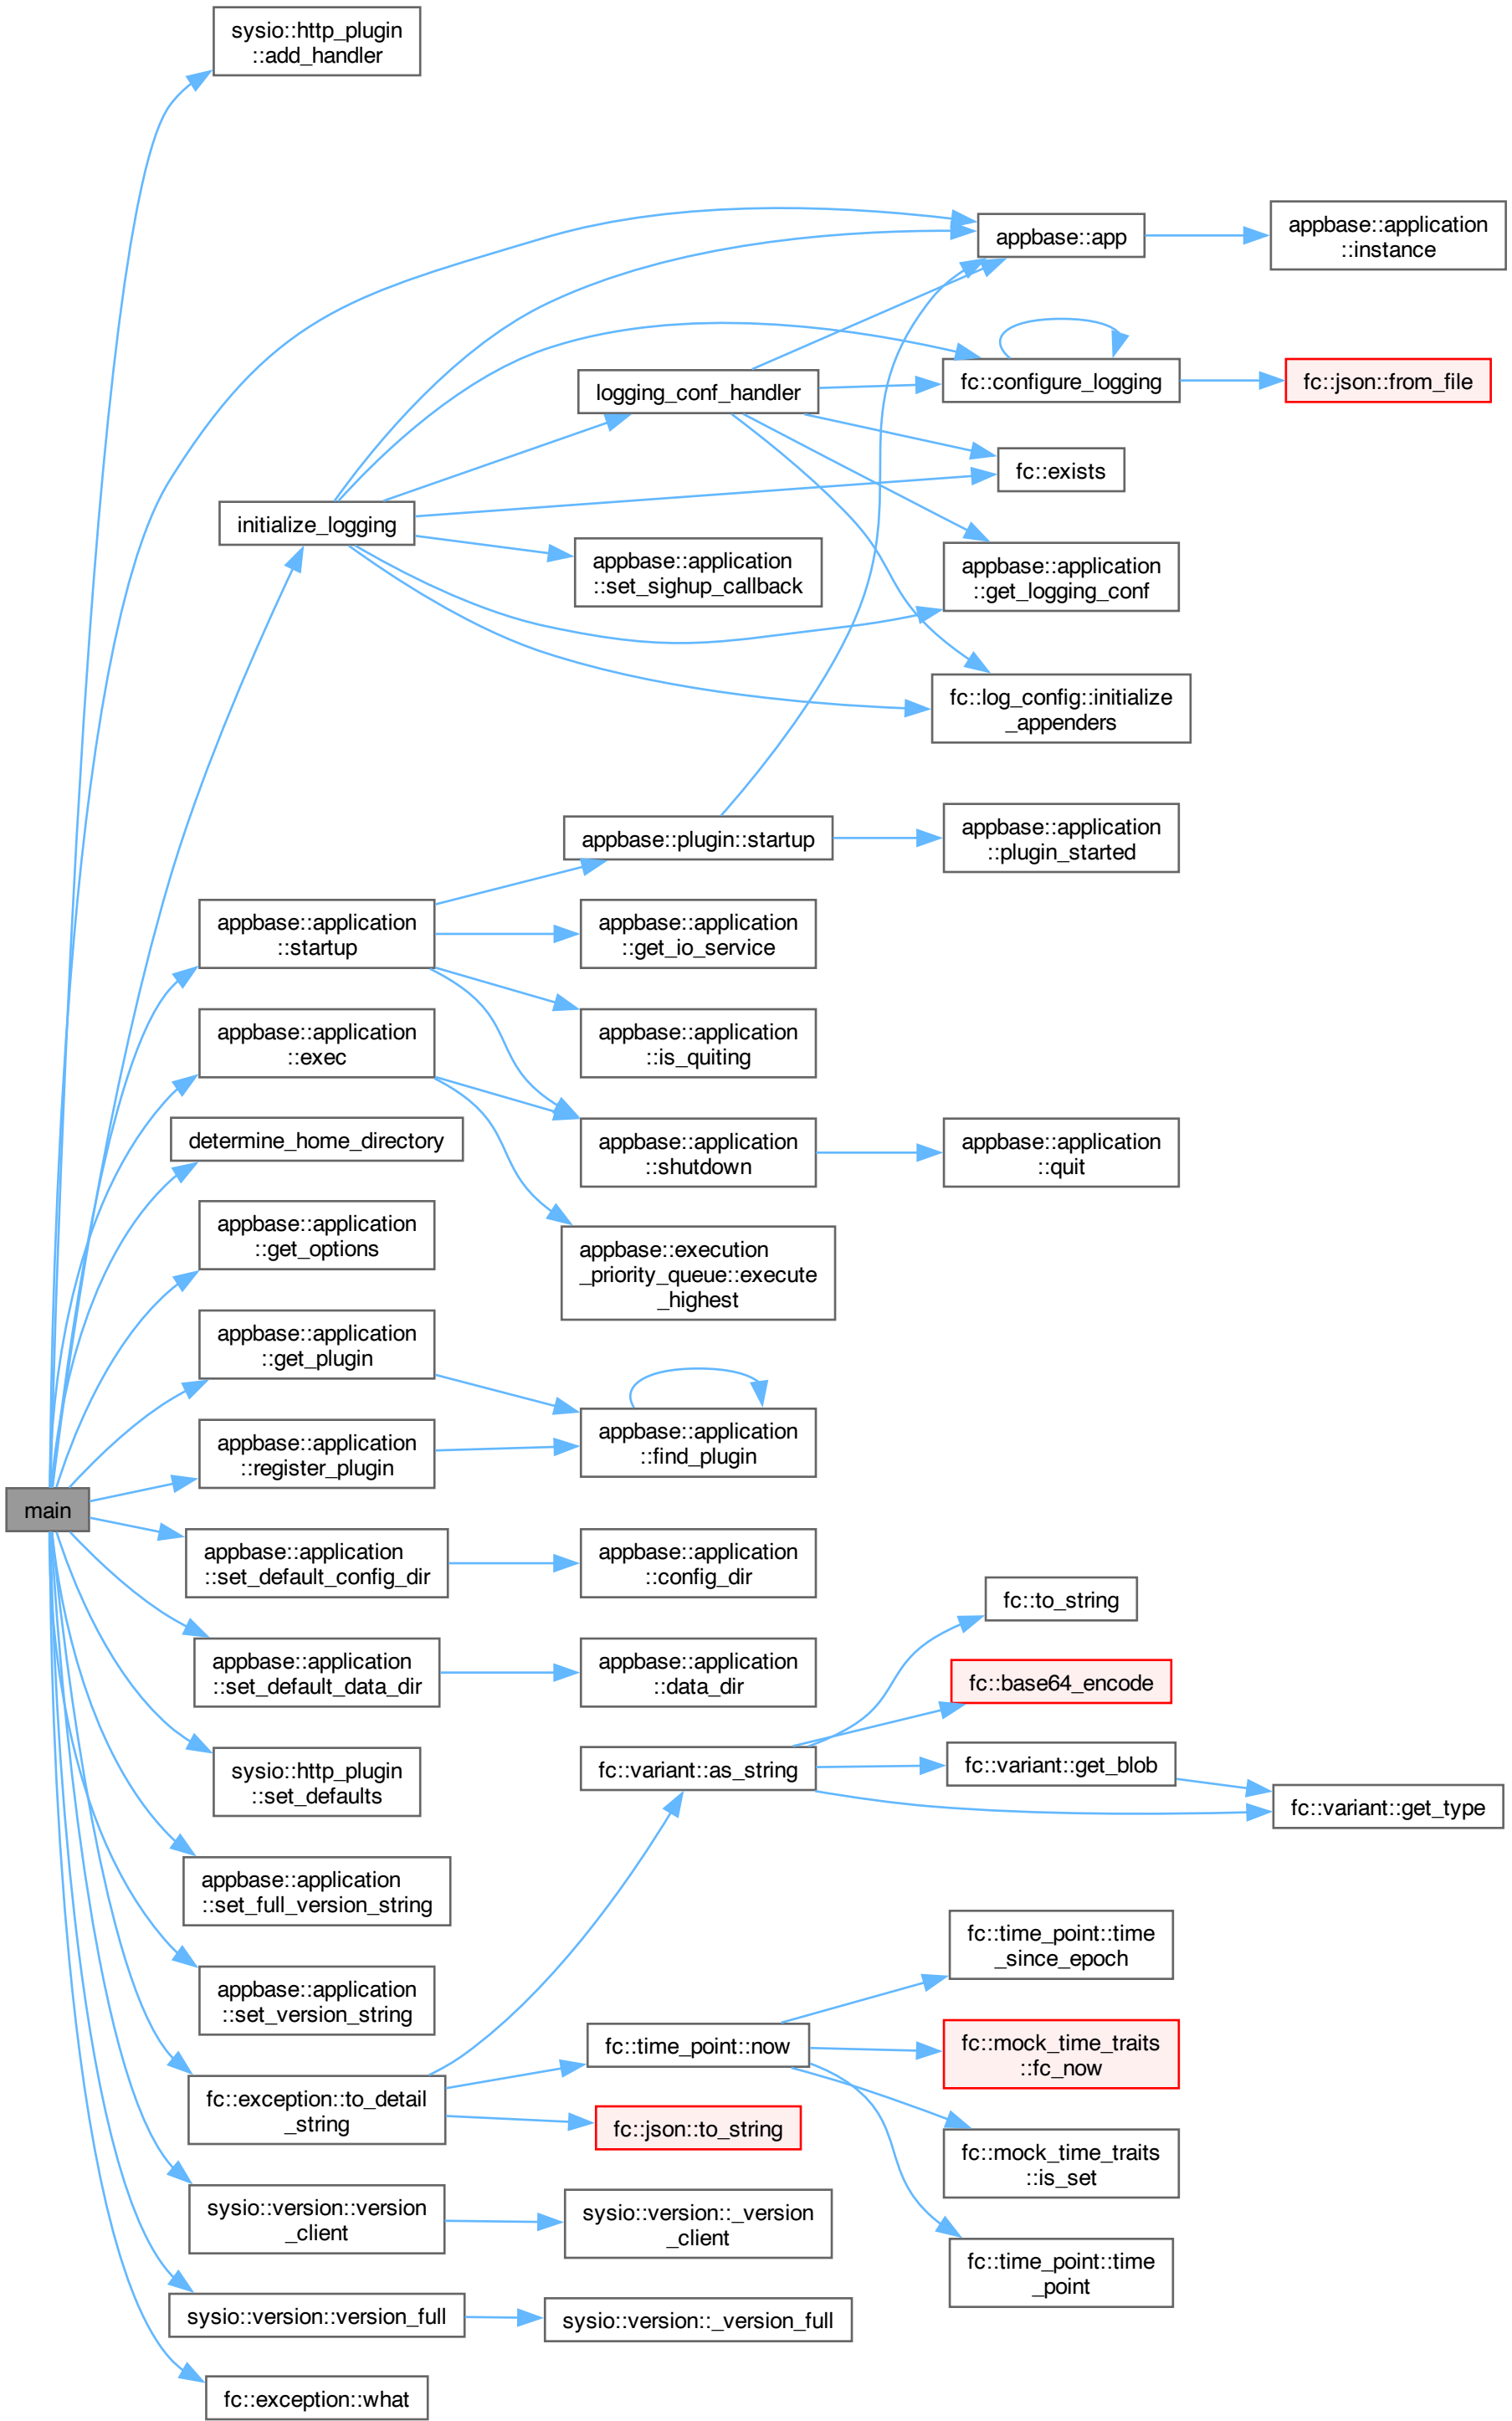 sysio::http_plugin
::add_handler
appbase::app
appbase::application
::instance
fc::configure_logging
fc::json::from_file
logging_conf_handler
fc::exists
initialize_logging
appbase::application
::set_sighup_callback
appbase::application
::get_logging_conf
fc::log_config::initialize
_appenders
appbase::plugin::startup
appbase::application
::plugin_started
appbase::application
::startup
appbase::application
::get_io_service
appbase::application
::exec
appbase::application
::is_quiting
determine_home_directory
appbase::application
::shutdown
appbase::application
::quit
appbase::application
::get_options
appbase::execution
_priority_queue::execute
_highest
appbase::application
::get_plugin
appbase::application
::register_plugin
appbase::application
::find_plugin
main
appbase::application
::set_default_config_dir
appbase::application
::config_dir
fc::to_string
appbase::application
::set_default_data_dir
appbase::application
::data_dir
fc::base64_encode
sysio::http_plugin
::set_defaults
fc::variant::as_string
fc::variant::get_blob
fc::variant::get_type
appbase::application
::set_full_version_string
fc::time_point::time
_since_epoch
appbase::application
::set_version_string
fc::time_point::now
fc::mock_time_traits
::fc_now
fc::exception::to_detail
_string
fc::json::to_string
fc::mock_time_traits
::is_set
sysio::version::version
_client
sysio::version::_version
_client
fc::time_point::time
_point
sysio::version::version_full
sysio::version::_version_full
fc::exception::what